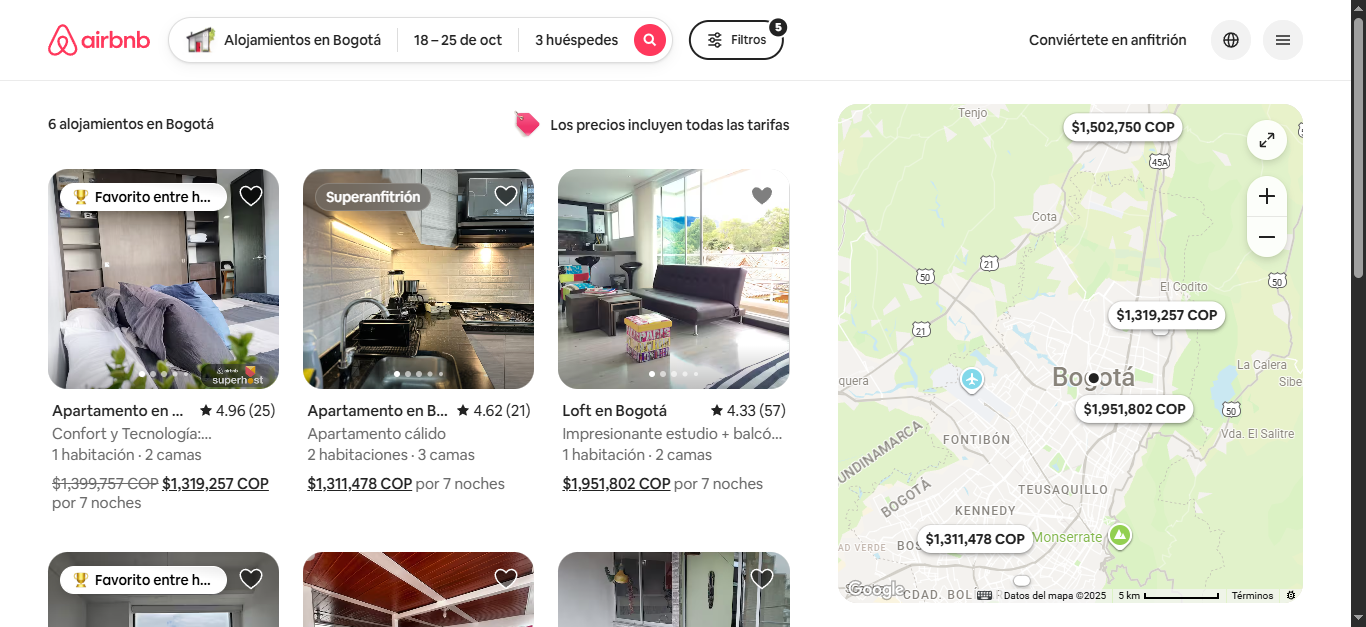 airbnb
Alojamientos en Bogotá
18 – 25 de oct
3 huéspedes
Filtros
5
Conviértete en anfitrión
6 alojamientos en Bogotá
Los precios incluyen todas las tarifas
Favorito entre h...
airbnb
superhost
Apartamento en ...
4.96 (25)
Confort y Tecnología:...
1 habitación · 2 camas
$1,399,757 COP $1,319,257 COP
por 7 noches
Superanfitrión
Apartamento en B...
4.62 (21)
Apartamento cálido
2 habitaciones · 3 camas
$1,311,478 COP por 7 noches
Loft en Bogotá
4.33 (57)
Impresionante estudio + balcó...
1 habitación · 2 camas
$1,951,802 COP por 7 noches
Favorito entre h...
Tenjo
$1,502,750 COP
45A
Cota
21
50
El Codito
50
$1,319,257 COP
21
La Calera
quera
Bogotá
Sibe
$1,951,802 COP
50
Vda. El Salitre
FONTIBÓN
UNDINAMARCA
BOGOTÁ
TEUSAQUILLO
KENNEDY
$1,311,478 COP
Monserrate
AD VERDE
BOS
Google
CDAD. BOL
R
Datos del mapa ©2025
5 km
Términos